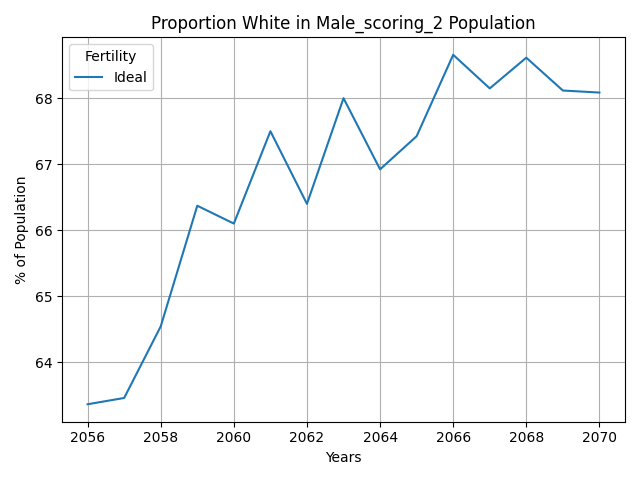 Proportion White in Male_scoring_2 Population
Fertility
Ideal
% of Population
68
67
66
65
64
2056 2058 2060 2062 2064 2066 2068 2070
Years